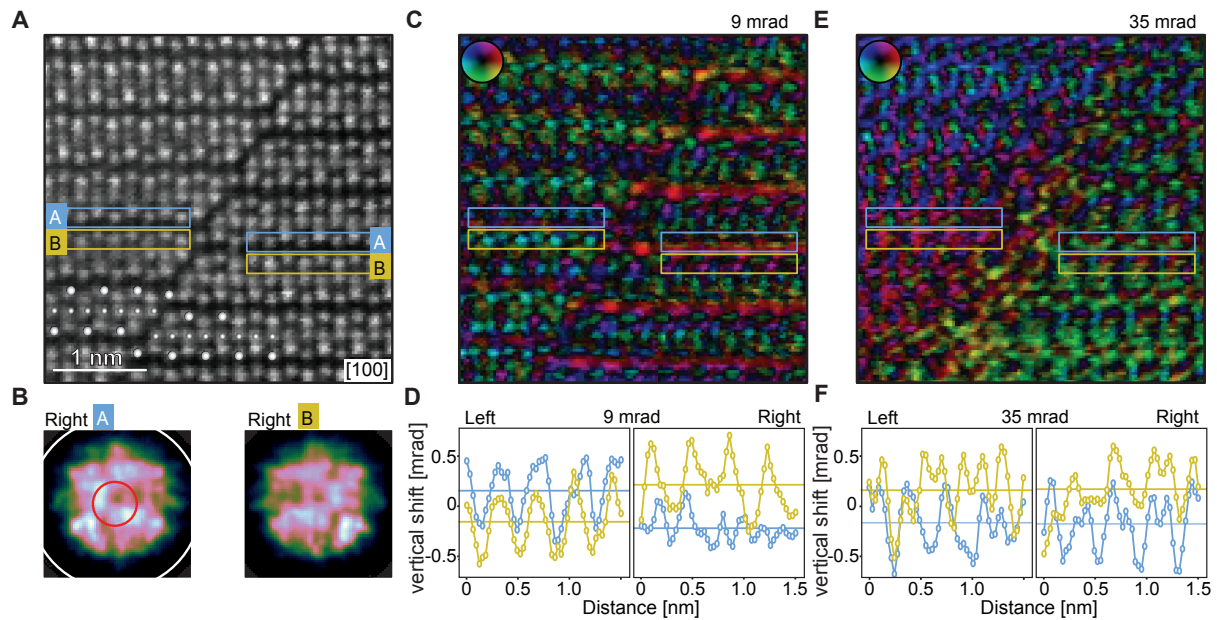 A
C
9 mrad
E
35 mrad
A
B
A
B
1 nm
[100]
B
Right A
Right B
D
Left
9 mrad
Right
F
Left
35 mrad
Right
vertical shift [mrad]
0.5
0
-0.5
0
0.5
1.0
0
0.5
1.0
1.5
Distance [nm]
vertical shift [mrad]
0.5
0
-0.5
0
0.5
1.0
0
0.5
1.0
1.5
Distance [nm]